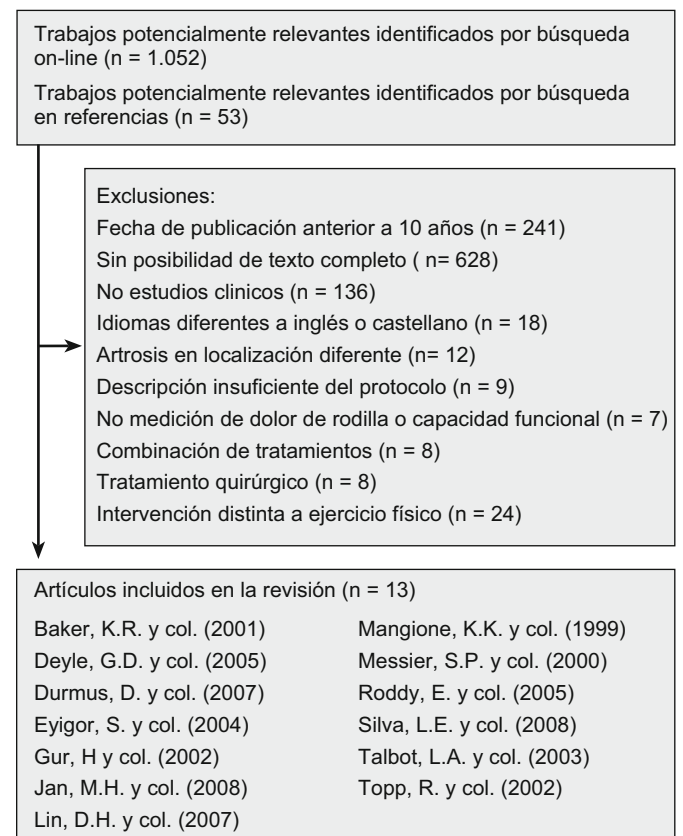 Trabajos potencialmente relevantes identificados por búsqueda
on-line (n = 1.052)
Trabajos potencialmente relevantes identificados por búsqueda
en referencias (n = 53)
Exclusiones:
Fecha de publicación anterior a 10 años (n = 241)
Sin posibilidad de texto completo ( n= 628)
No estudios clinicos (n = 136)
Idiomas diferentes a inglés o castellano (n = 18)
Artrosis en localización diferente (n= 12)
Descripción insuficiente del protocolo (n = 9)
No medición de dolor de rodilla o capacidad funcional (n = 7)
Combinación de tratamientos (n = 8)
Tratamiento quirúrgico (n = 8)
Intervención distinta a ejercicio físico (n = 24)
Artículos incluidos en la revisión (n = 13)
Baker, K.R. y col. (2001)
Deyle, G.D. y col. (2005)
Durmus, D. y col. (2007)
Eyigor, S. y col. (2004)
Gur, H y col. (2002)
Jan, M.H. y col. (2008)
Lin, D.H. y col. (2007)
Mangione, K.K. y col. (1999)
Messier, S.P. y col. (2000)
Roddy, E. y col. (2005)
Silva, L.E. y col. (2008)
Talbot, L.A. y col. (2003)
Topp, R. y col. (2002)